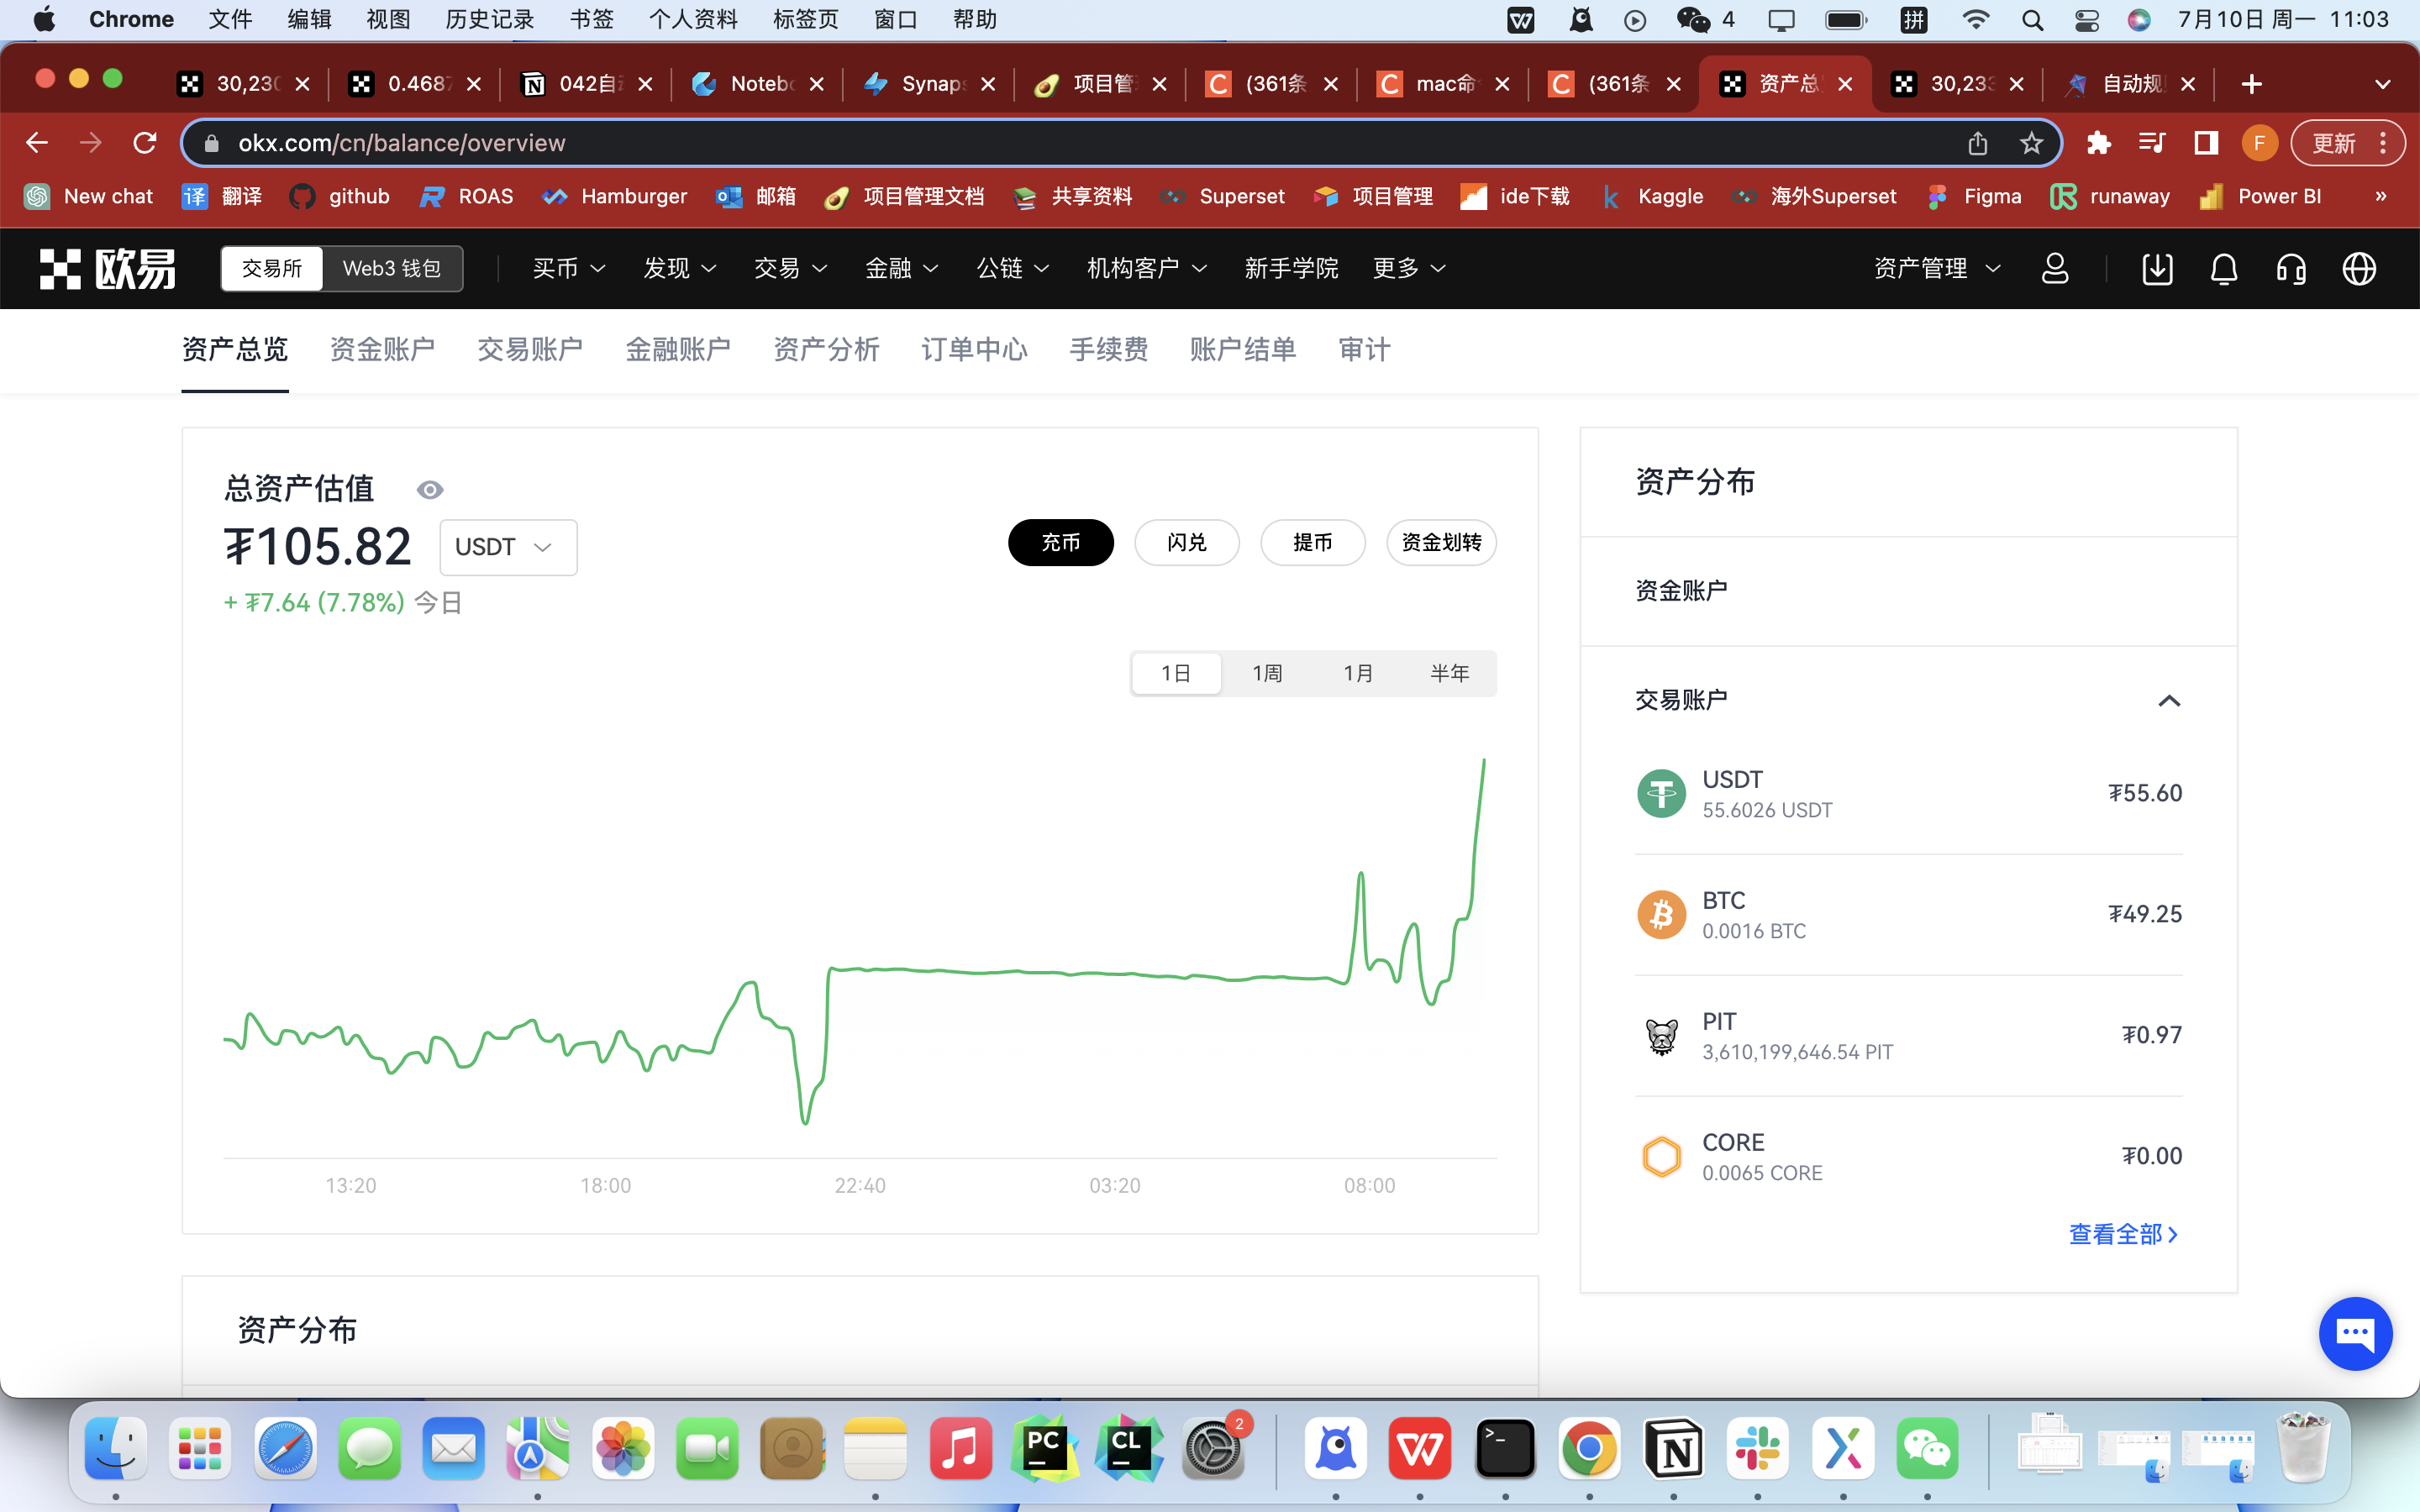 Chrome 文件 编辑 视图 历史记录 书签 个人资料 标签页 窗口 帮助 4 拼 7月10日 周一 11:03
30,230 0.4687 042自 Noteb Synap 项目管 (361条 mac命 (361条 资产总 30,233 自动规
okx.com/cn/balance/overview F 更新
New chat 译 翻译 github ROAS Hamburger 邮箱 项目管理文档 共享资料 Superset 项目管理 ide下载 Kaggle 海外Superset Figma runaway Power BI »
欧易 交易所 Web3 钱包 买币 发现 交易 金融 公链 机构客户 新手学院 更多 资产管理
资产总览 资金账户 交易账户 金融账户 资产分析 订单中心 手续费 账户结单 审计
总资产估值
₮105.82 USDT
+ ₮7.64 (7.78%) 今日
充币 闪兑 提币 资金划转
1日 1周 1月 半年
13:20 18:00 22:40 03:20 08:00
资产分布
资金账户
交易账户
USDT
55.6026 USDT
₮55.60
BTC
0.0016 BTC
₮49.25
PIT
3,610,199,646.54 PIT
₮0.97
CORE
0.0065 CORE
₮0.00
查看全部
资产分布
PC CL 2